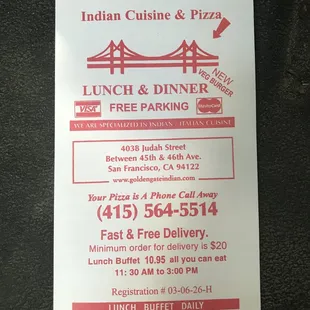 Indian Cuisine & Pizza
NEW
VEG BURGER
LUNCH & DINNER
VISA
FREE PARKING
MasterCard
WE ARE SPECIALIZED IN INDIAN - ITALIAN CUISINE
4038 Judah Street
Between 45th & 46th Ave.
San Francisco, CA 94122
www.goldengateindian.com
Your Pizza is A Phone Call Away
(415) 564-5514
Fast & Free Delivery.
Minimum order for delivery is $20
Lunch Buffet 10.95 all you can eat
11: 30 AM to 3:00 PM
Registration # 03-06-26-H
LUNCH BUFFET DAILY